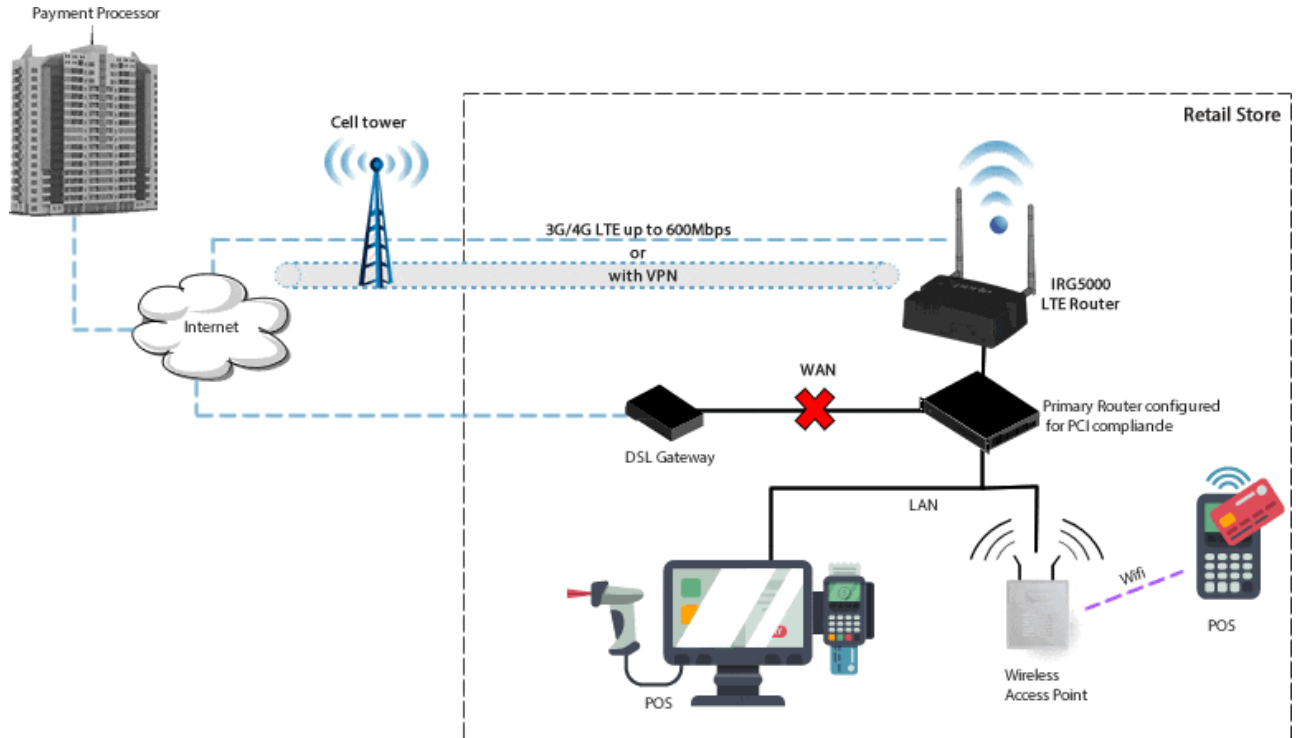 Payment Processor
Cell tower
Retail Store
3G/4G LTE up to 600Mbps
or
with VPN
IRG5000
LTE Router
Internet
WAN
Primary Router configured
for PCI compliande
DSL Gateway
LAN
Wifi
POS
Wireless
Access Point
POS